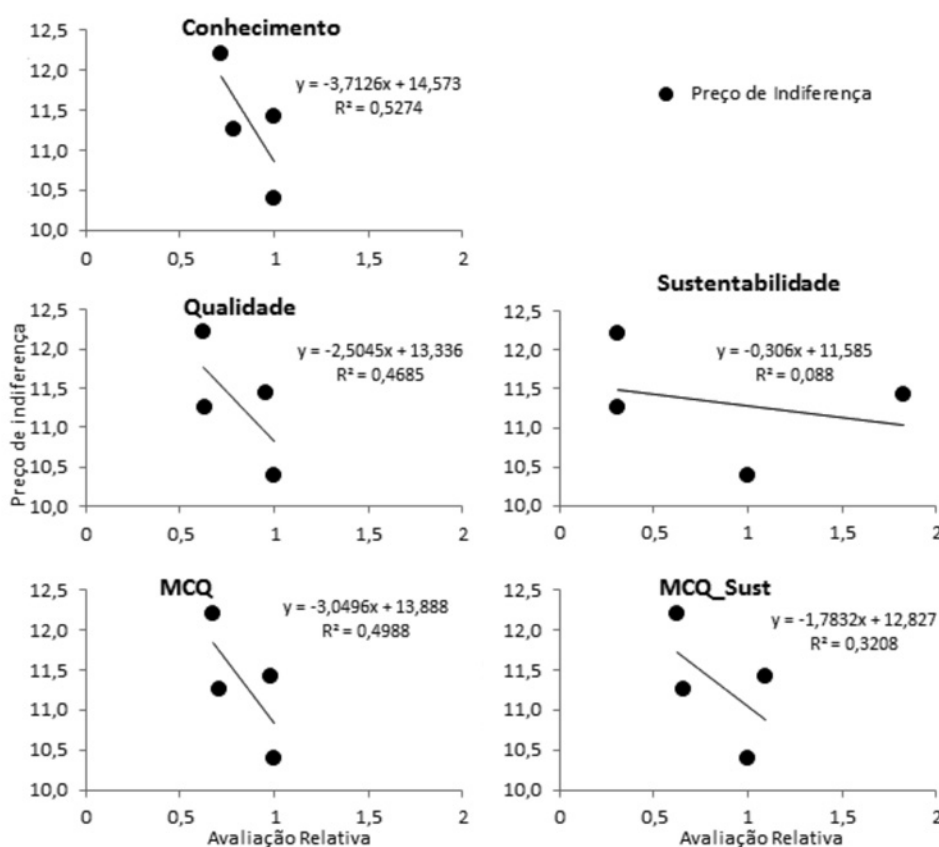 Conhecimento
12,5
12,0
11,5
11,0
10,5
10,0
0 0,5 1 1,5 2
y = -3,7126x + 14,573
R² = 0,5274
Preço de Indiferença
Qualidade
Preço de indiferença
12,5
12,0
11,5
11,0
10,5
10,0
0 0,5 1 1,5 2
y = -2,5045x + 13,336
R² = 0,4685
Sustentabilidade
12,5
12,0
11,5
11,0
10,5
10,0
0 0,5 1 1,5 2
y = -0,306x + 11,585
R² = 0,088
MCQ
12,5
12,0
11,5
11,0
10,5
10,0
0 0,5 1 1,5 2
y = -3,0496x + 13,888
R² = 0,4988
Avaliação Relativa
MCQ_Sust
12,5
12,0
11,5
11,0
10,5
10,0
0 0,5 1 1,5 2
y = -1,7832x + 12,827
R² = 0,3208
Avaliação Relativa